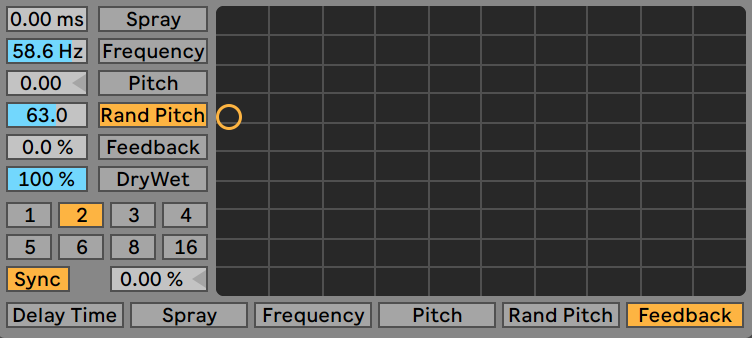 0.00 ms Spray
58.6 Hz Frequency
0.00 Pitch
63.0 Rand Pitch
0.0 % Feedback
100 % DryWet
1 2 3 4
5 6 8 16
Sync 0.00 %
Delay Time Spray Frequency Pitch Rand Pitch Feedback